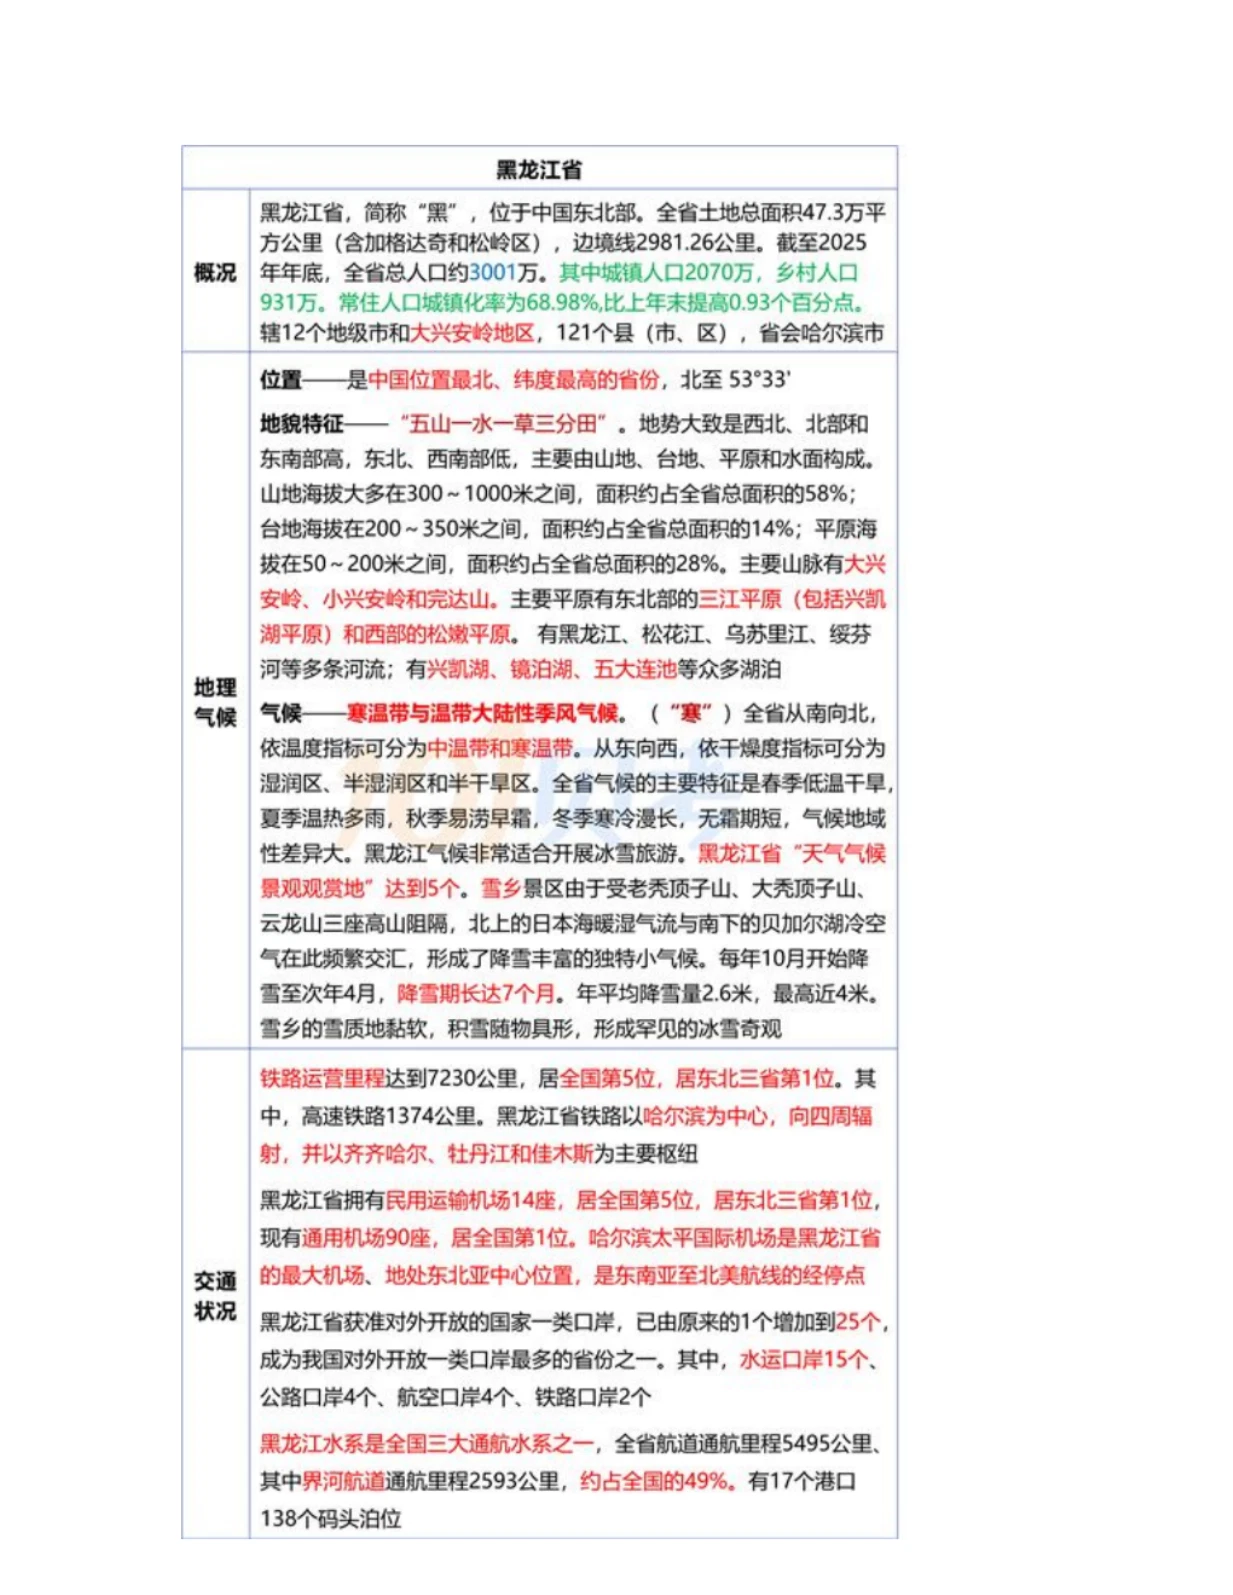 黑龙江省
概况
黑龙江省，简称“黑”，位于中国东北部。全省土地总面积47.3万平
方公里（含加格达奇和松岭区），边境线2981.26公里。截至2025
年年底，全省总人口约3001万。其中城镇人口2070万，乡村人口
931万。常住人口城镇化率为68.98%,比上年末提高0.93个百分点。
辖12个地级市和大兴安岭地区，121个县（市、区），省会哈尔滨市
地理
气候
位置——是中国位置最北、纬度最高的省份，北至 53°33'
地貌特征——“五山一水一草三分田”。地势大致是西北、北部和
东南部高，东北、西南部低，主要由山地、台地、平原和水面构成。
山地海拔大多在300～1000米之间，面积约占全省总面积的58%；
台地海拔在200～350米之间，面积约占全省总面积的14%；平原海
拔在50～200米之间，面积约占全省总面积的28%。主要山脉有大兴
安岭、小兴安岭和完达山。主要平原有东北部的三江平原（包括兴凯
湖平原）和西部的松嫩平原。 有黑龙江、松花江、乌苏里江、绥芬
河等多条河流；有兴凯湖、镜泊湖、五大连池等众多湖泊
气候——寒温带与温带大陆性季风气候。（“寒”）全省从南向北，
依温度指标可分为中温带和寒温带。从东向西，依干燥度指标可分为
湿润区、半湿润区和半干旱区。全省气候的主要特征是春季低温干旱，
夏季温热多雨，秋季易涝早霜，冬季寒冷漫长，无霜期短，气候地域
性差异大。黑龙江气候非常适合开展冰雪旅游。黑龙江省“天气气候
景观观赏地”达到5个。雪乡景区由于受老秃顶子山、大秃顶子山、
云龙山三座高山阻隔，北上的日本海暖湿气流与南下的贝加尔湖冷空
气在此频繁交汇，形成了降雪丰富的独特小气候。每年10月开始降
雪至次年4月，降雪期长达7个月。年平均降雪量2.6米，最高近4米。
雪乡的雪质地黏软，积雪随物具形，形成罕见的冰雪奇观
交通
状况
铁路运营里程达到7230公里，居全国第5位，居东北三省第1位。其
中，高速铁路1374公里。黑龙江省铁路以哈尔滨为中心，向四周辐
射，并以齐齐哈尔、牡丹江和佳木斯为主要枢纽
黑龙江省拥有民用运输机场14座，居全国第5位，居东北三省第1位，
现有通用机场90座，居全国第1位。哈尔滨太平国际机场是黑龙江省
的最大机场、地处东北亚中心位置，是东南亚至北美航线的经停点
黑龙江省获准对外开放的国家一类口岸，已由原来的1个增加到25个，
成为我国对外开放一类口岸最多的省份之一。其中，水运口岸15个、
公路口岸4个、航空口岸4个、铁路口岸2个
黑龙江水系是全国三大通航水系之一，全省航道通航里程5495公里、
其中界河航道通航里程2593公里，约占全国的49%。有17个港口
138个码头泊位
101贝考